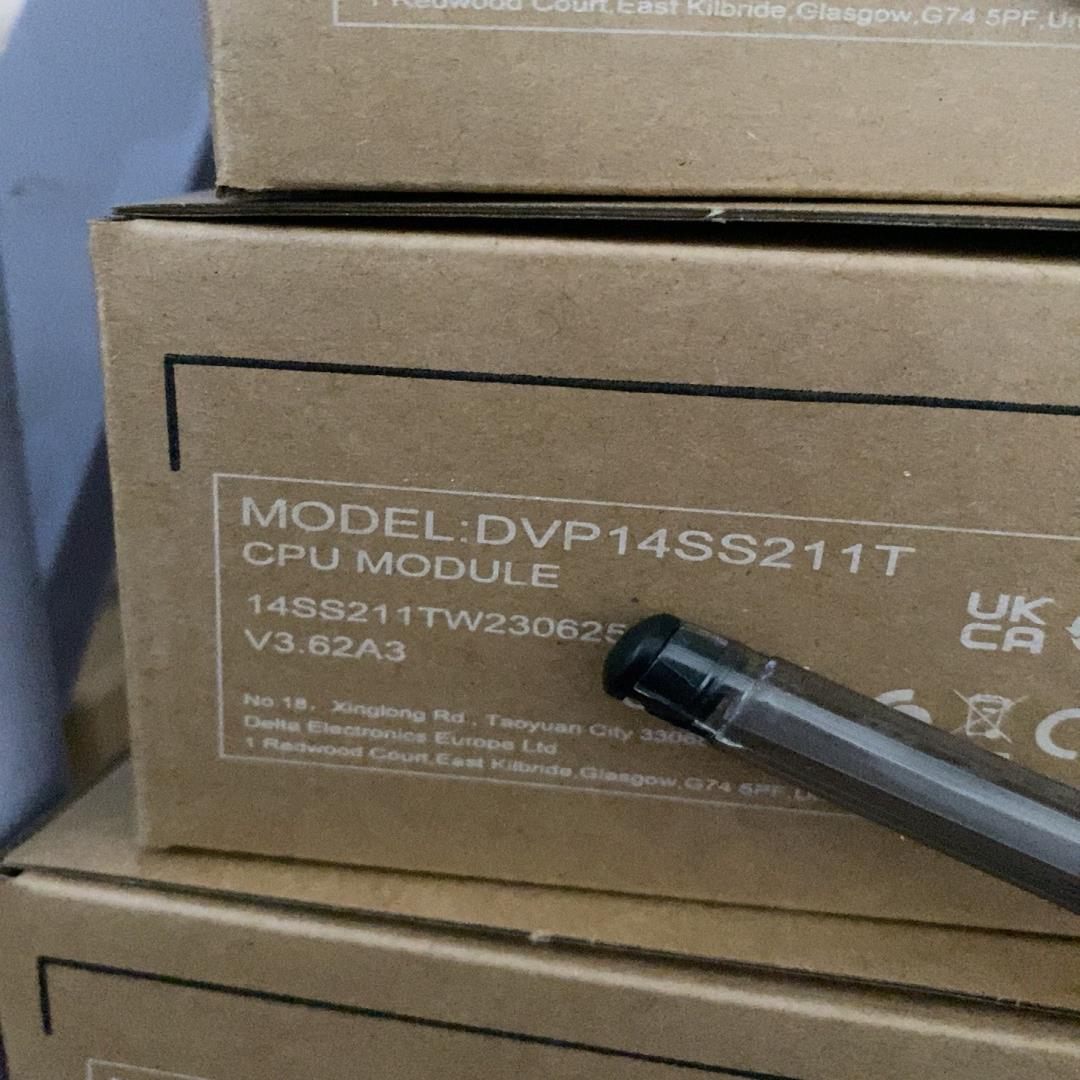 1 Redwood Court,East Kilbride,Glasgow,G74 5PF,
MODEL:DVP14SS211T
CPU MODULE
14SS211TW230625
V3.62A3
UK
CA
No 18, Xinglong Rd., Taoyuan City
Delta Electronics Europe Ltd
1 Redwood Court,East Kilbride,Glasgow,G74 5PF,